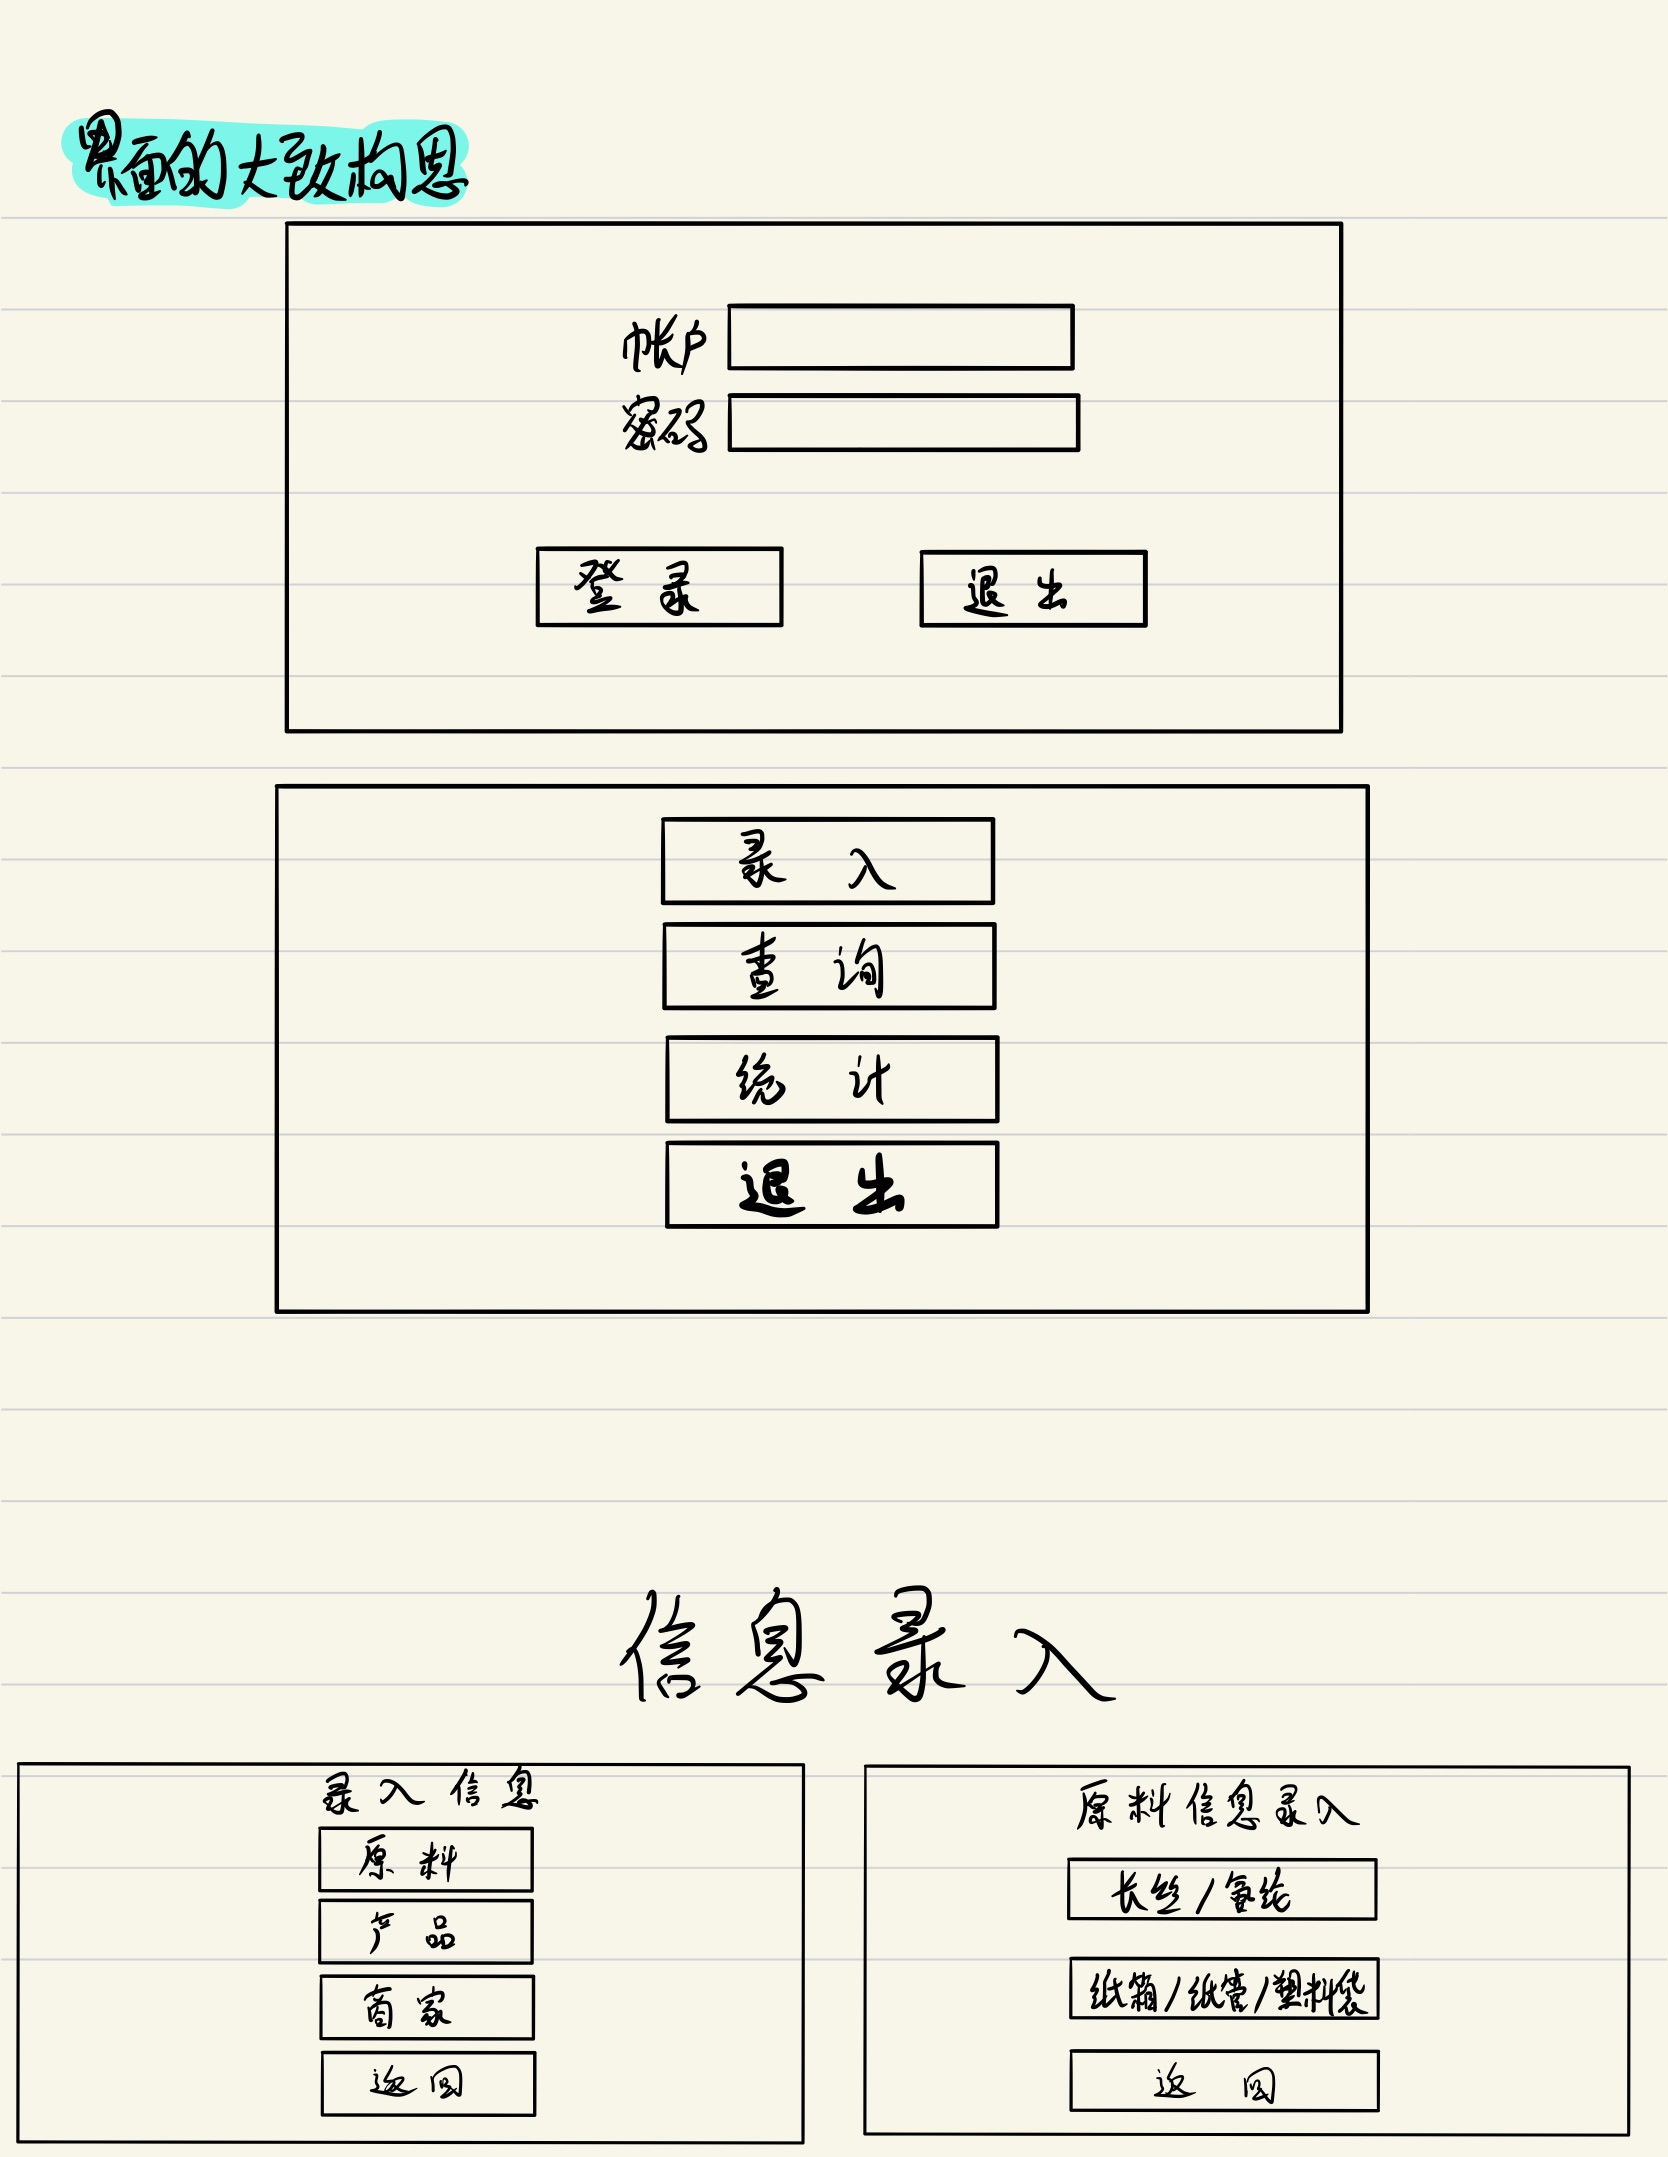 界面的大致构思
帐户
密码
登录
退出
录入
查询
统计
退出
信息录入
录入信息
原料
产品
商家
返回
原料信息录入
长丝/氨纶
纸箱/纸管/塑料袋
返回